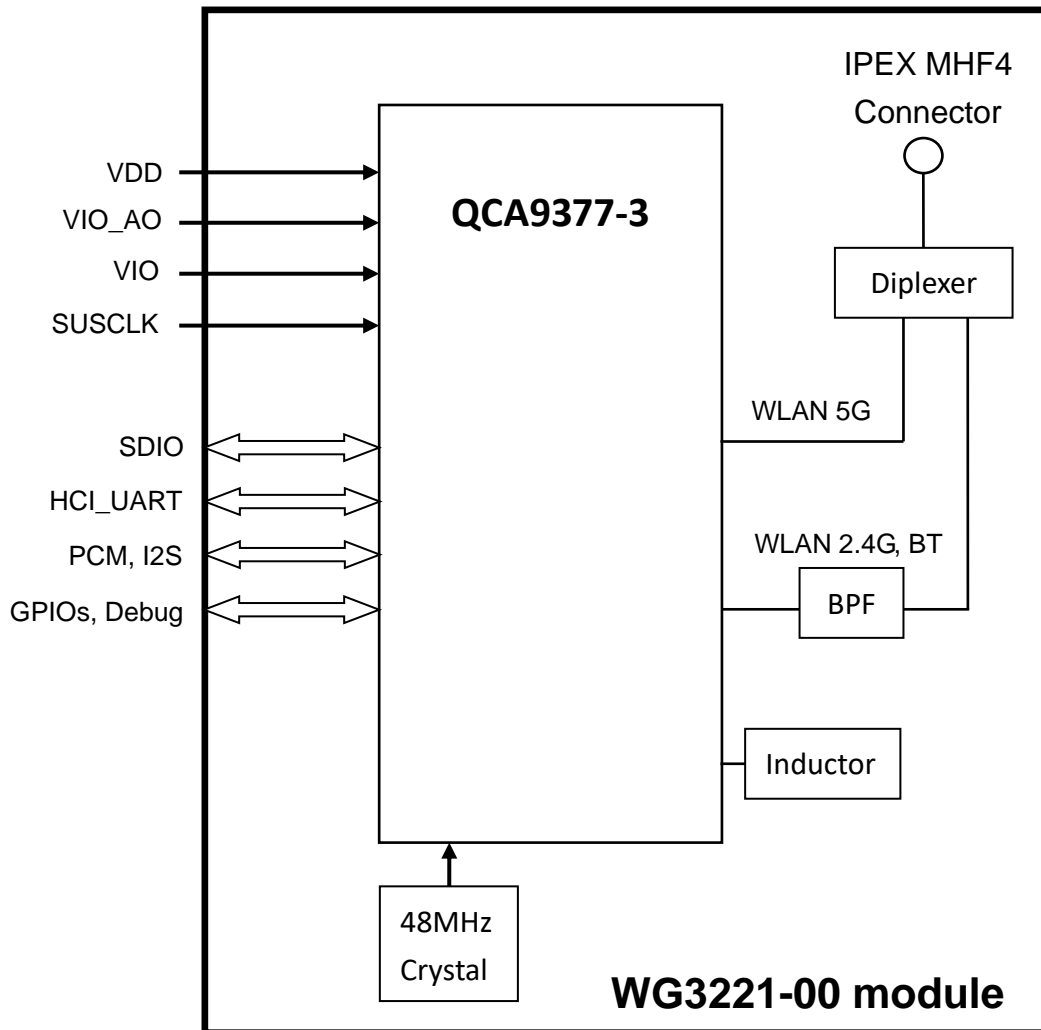 IPEX MHF4
Connector
VDD
VIO_AO
VIO
SUSCLK
QCA9377-3
Diplexer
WLAN 5G
SDIO
HCI_UART
PCM, I2S
GPIOs, Debug
WLAN 2.4G, BT
BPF
Inductor
48MHz
Crystal
WG3221-00 module